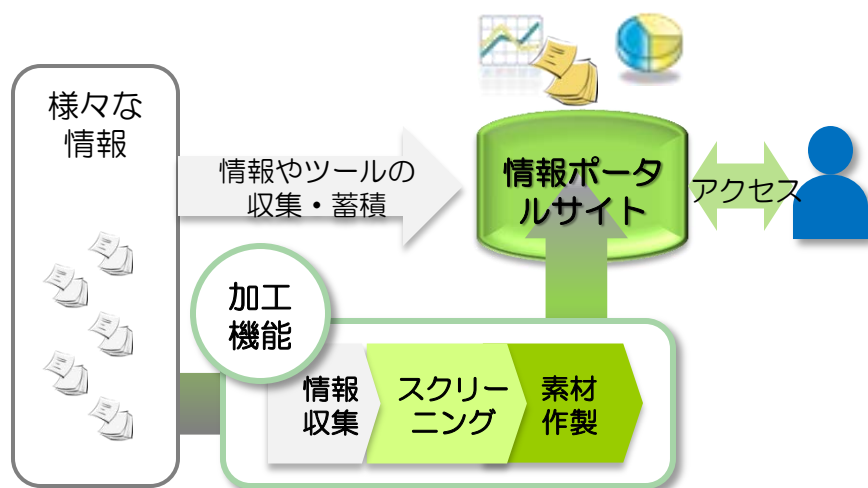 様々な
情報
情報やツールの
収集・蓄積
情報ポータ
ルサイト
アクセス
加工
機能
情報
収集
スクリー
ニング
素材
作製